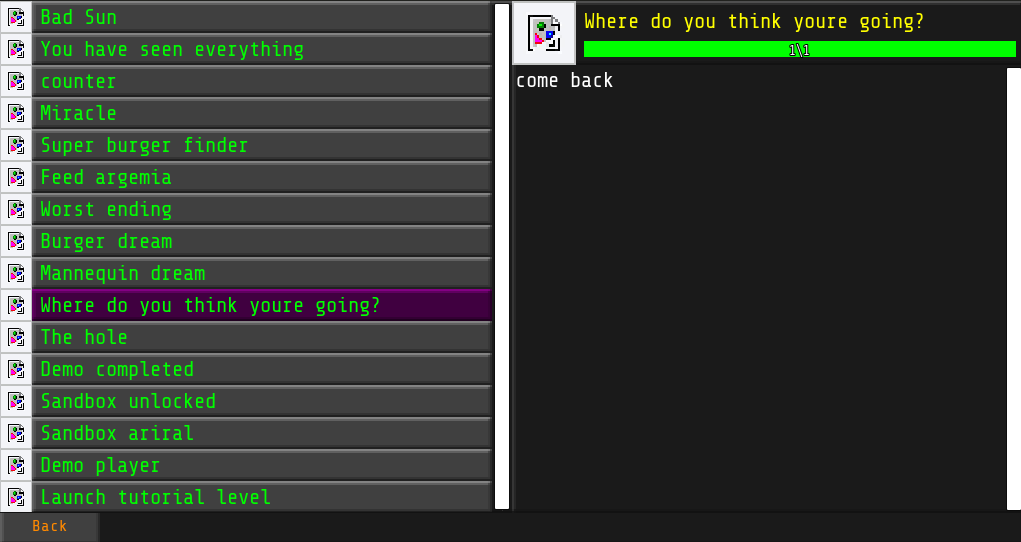 Bad Sun
You have seen everything
counter
Miracle
Super burger finder
Feed argemia
Worst ending
Burger dream
Mannequin dream
Where do you think youre going?
The hole
Demo completed
Sandbox unlocked
Sandbox ariral
Demo player
Launch tutorial level
Back
Where do you think youre going?
1\1
come back